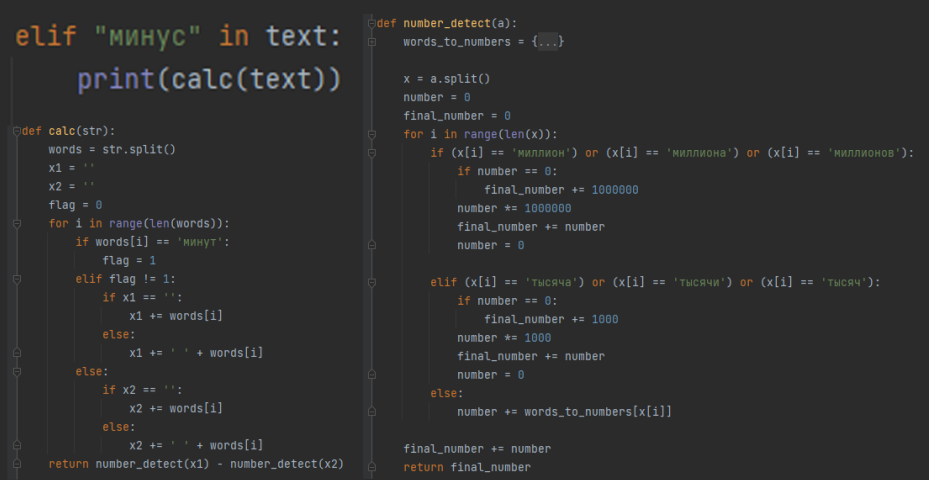 elif "минус" in text:
    print(calc(text))
def calc(str):
    words = str.split()
    x1 = ''
    x2 = ''
    flag = 0
    for i in range(len(words)):
        if words[i] == 'минут':
            flag = 1
        elif flag != 1:
            if x1 == '':
                x1 += words[i]
            else:
                x1 += ' ' + words[i]
        else:
            if x2 == '':
                x2 += words[i]
            else:
                x2 += ' ' + words[i]
    return number_detect(x1) - number_detect(x2)
def number_detect(a):
    words_to_numbers = {...}
    x = a.split()
    number = 0
    final_number = 0
    for i in range(len(x)):
        if (x[i] == 'миллион') or (x[i] == 'миллиона') or (x[i] == 'миллионов'):
            if number == 0:
                final_number += 1000000
            number *= 1000000
            final_number += number
            number = 0
        elif (x[i] == 'тысяча') or (x[i] == 'тысячи') or (x[i] == 'тысяч'):
            if number == 0:
                final_number += 1000
            number *= 1000
            final_number += number
            number = 0
        else:
            number += words_to_numbers[x[i]]
    final_number += number
    return final_number